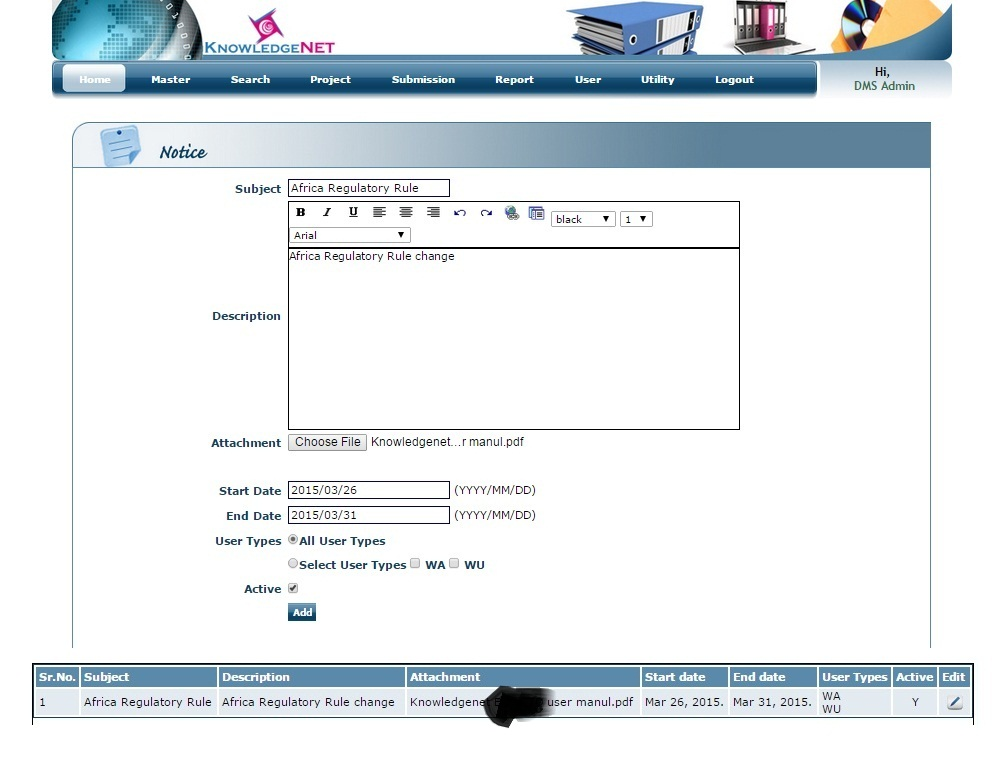 KNOWLEDGENET
Home Master Search Project Submission Report User Utility Logout
Hi,
DMS Admin
Notice
Subject Africa Regulatory Rule
B I U black 1
Arial
Africa Regulatory Rule change
Description
Attachment Choose File Knowledgenet...r manul.pdf
Start Date 2015/03/26 (YYYY/MM/DD)
End Date 2015/03/31 (YYYY/MM/DD)
User Types All User Types
Select User Types WA WU
Active
Add
Sr.No. Subject Description Attachment Start date End date User Types Active Edit
1 Africa Regulatory Rule Africa Regulatory Rule change Knowledgene user manul.pdf Mar 26, 2015. Mar 31, 2015. WA Y
WU